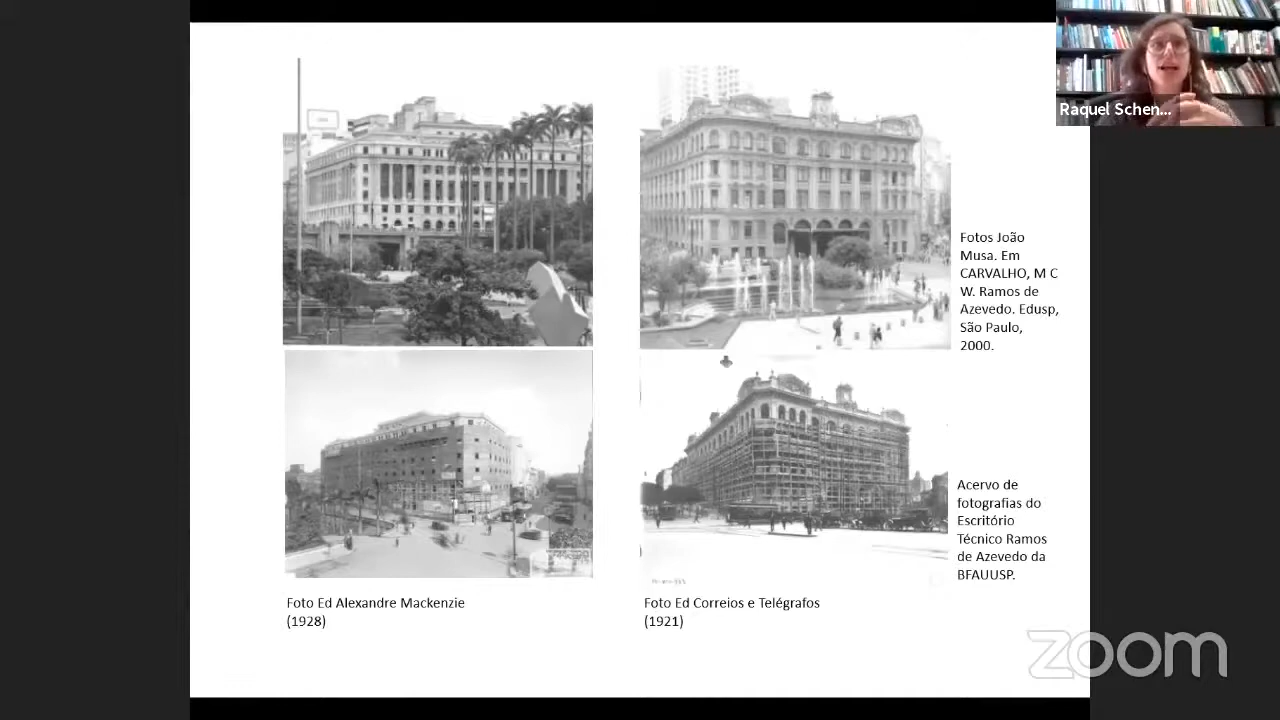 Raquel Schen...
Fotos João
Musa. Em
CARVALHO, M C
W. Ramos de
Azevedo. Edusp,
São Paulo,
2000.
Acervo de
fotografias do
Escritório
Técnico Ramos
de Azevedo da
BFAUUSP.
Foto Ed Alexandre Mackenzie
(1928)
Foto Ed Correios e Telégrafos
(1921)
zoom